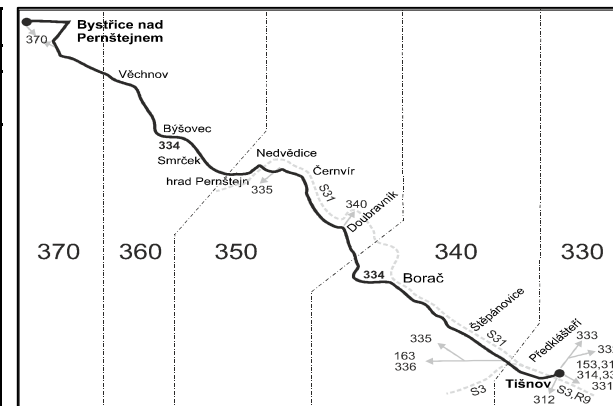 Bystřice nad
Pernštejnem
370
Věchnov
Býšovec
334
Smrček
hrad Pernštejn
Nedvědice
335
Černvír
S31
340
Doubravník
370
360
350
340
330
334
Borač
Štěpánovice
S31
335
163
336
S3
Předklášteří
333
153,31
314,33
331
Tišnov
S3,R9
312